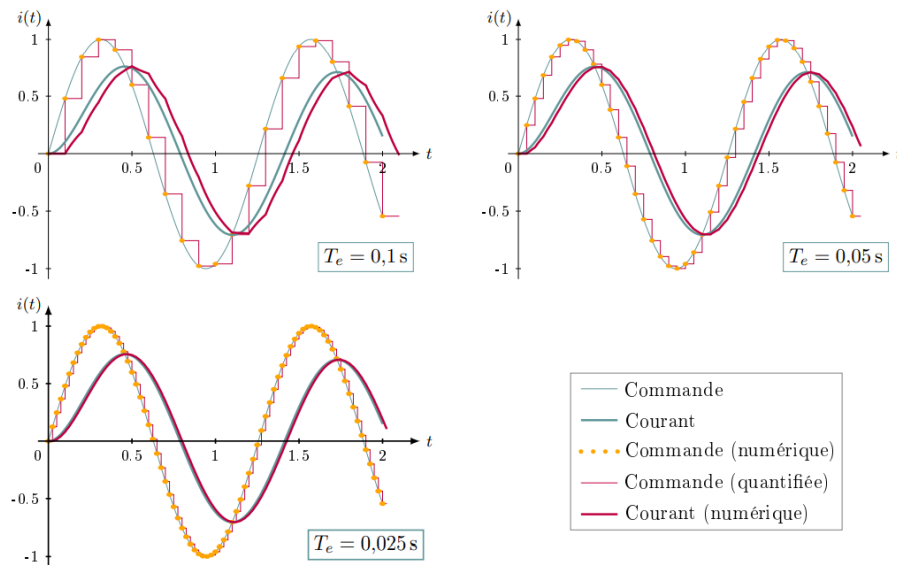 i(t)
1
0.5
0
-0.5
-1
0.5
1
1.5
2
t
T_e = 0,1 s
i(t)
1
0.5
0
-0.5
-1
0.5
1
1.5
2
T_e = 0,05 s
i(t)
1
0.5
0
-0.5
-1
0.5
1
1.5
2
t
T_e = 0,025 s
Commande
Courant
Commande (numérique)
Commande (quantifiée)
Courant (numérique)